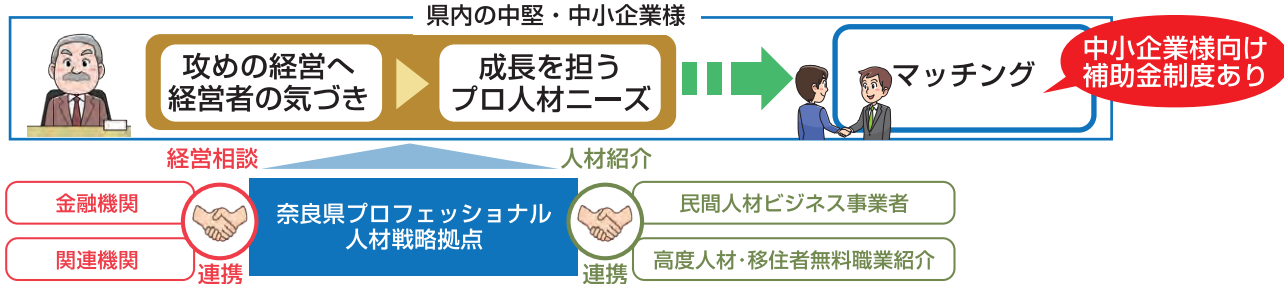 県内の中堅・中小企業様
攻めの経営へ
経営者の気づき
成長を担う
プロ人材ニーズ
マッチング
中小企業様向け
補助金制度あり
経営相談
人材紹介
金融機関
関連機関
連携
奈良県プロフェッショナル
人材戦略拠点
連携
民間人材ビジネス事業者
高度人材・移住者無料職業紹介